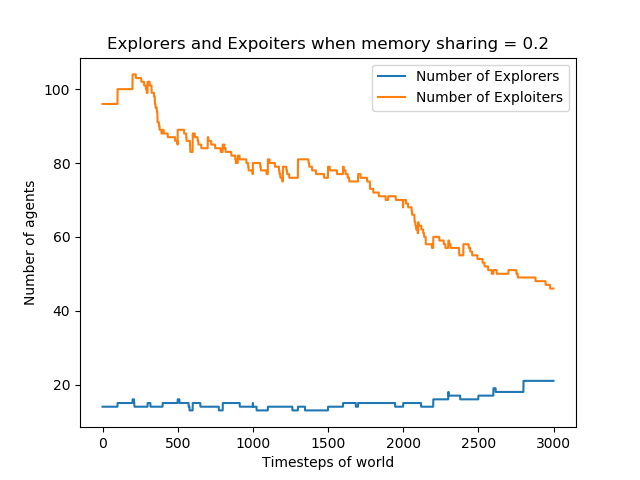 Explorers and Expoiters when memory sharing = 0.2
Number of Explorers
Number of Exploiters
Number of agents
100
80
60
40
20
0 500 1000 1500 2000 2500 3000
Timesteps of world